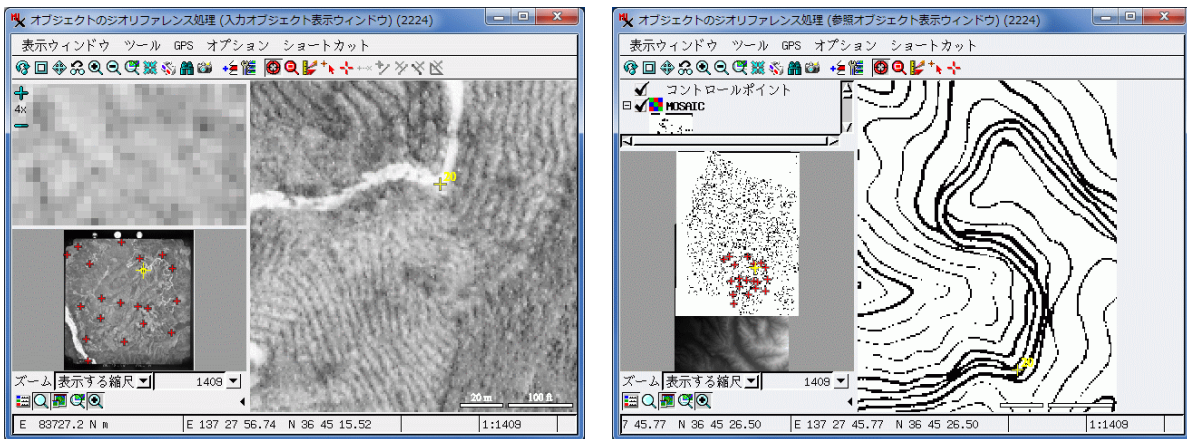 オブジェクトのジオリファレンス処理 (入力オブジェクト表示ウィンドウ) (2224)
表示ウィンドウ ツール GPS オプション ショートカット
4x
20
ズーム 表示する縮尺 1409
20 m 100 ft
E 83727.2 N m E 137 27 56.74 N 36 45 15.52 1:1409
オブジェクトのジオリファレンス処理 (参照オブジェクト表示ウィンドウ) (2224)
表示ウィンドウ ツール GPS オプション ショートカット
コントロールポイント
MOSAIC
20
ズーム 表示する縮尺 1409
7 45.77 N 36 45 26.50 E 137 27 45.77 N 36 45 26.50 1:1409